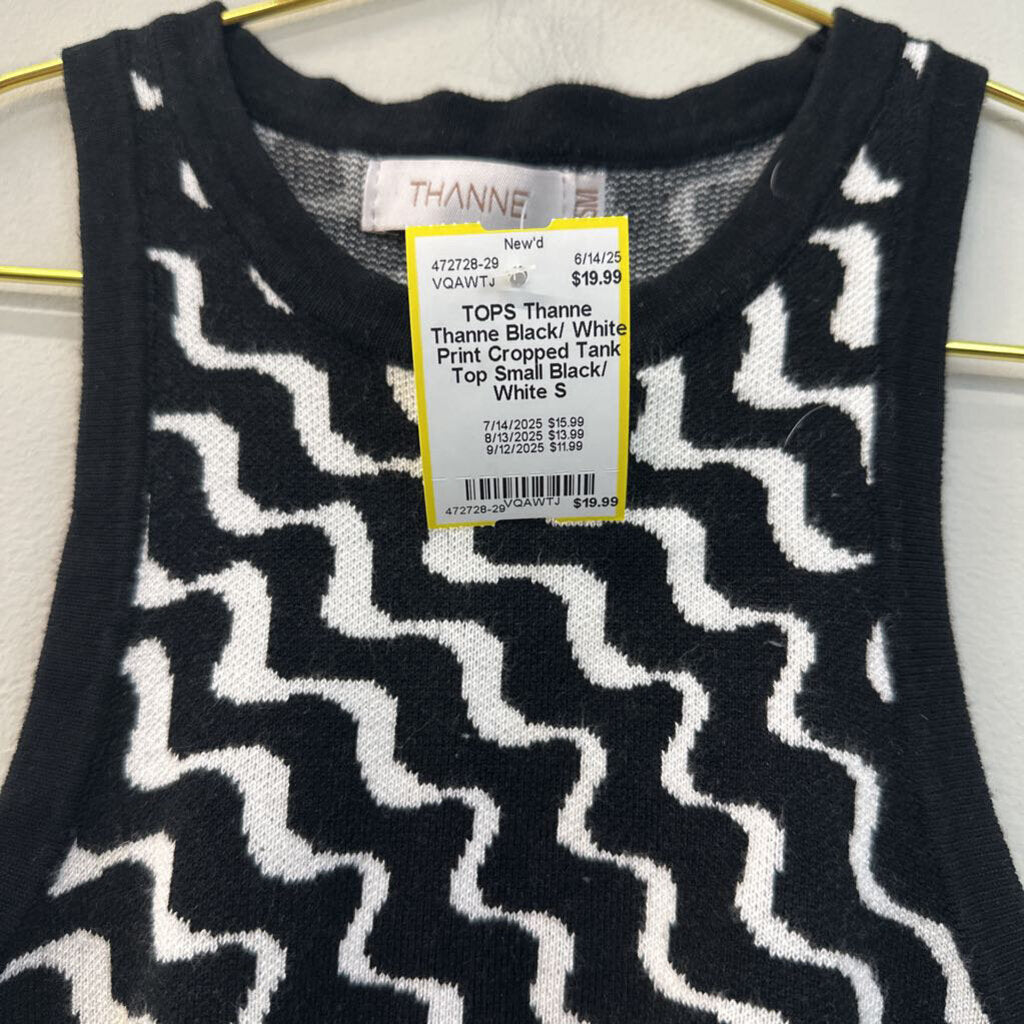 THANNE
SM
New'd
472728-29 6/14/25
VQAWTJ $19.99
TOPS Thanne
Thanne Black/ White
Print Cropped Tank
Top Small Black/
White S
7/14/2025 $15.99
8/13/2025 $13.99
9/12/2025 $11.99
472728-29 VQAWTJ $19.99